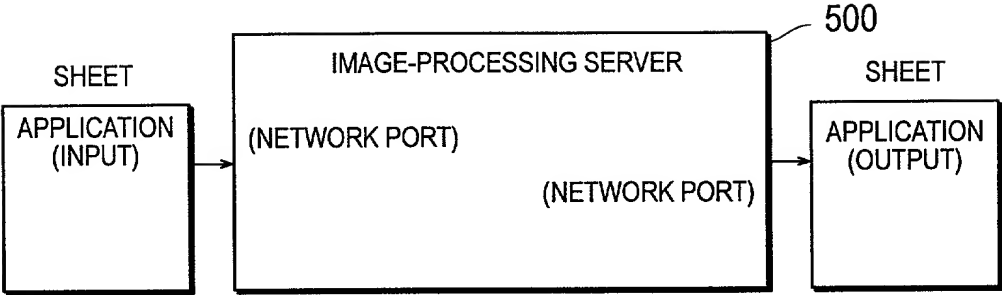 500
IMAGE-PROCESSING SERVER
SHEET
SHEET
APPLICATION
(INPUT)
(NETWORK PORT)
APPLICATION
(OUTPUT)
(NETWORK PORT)